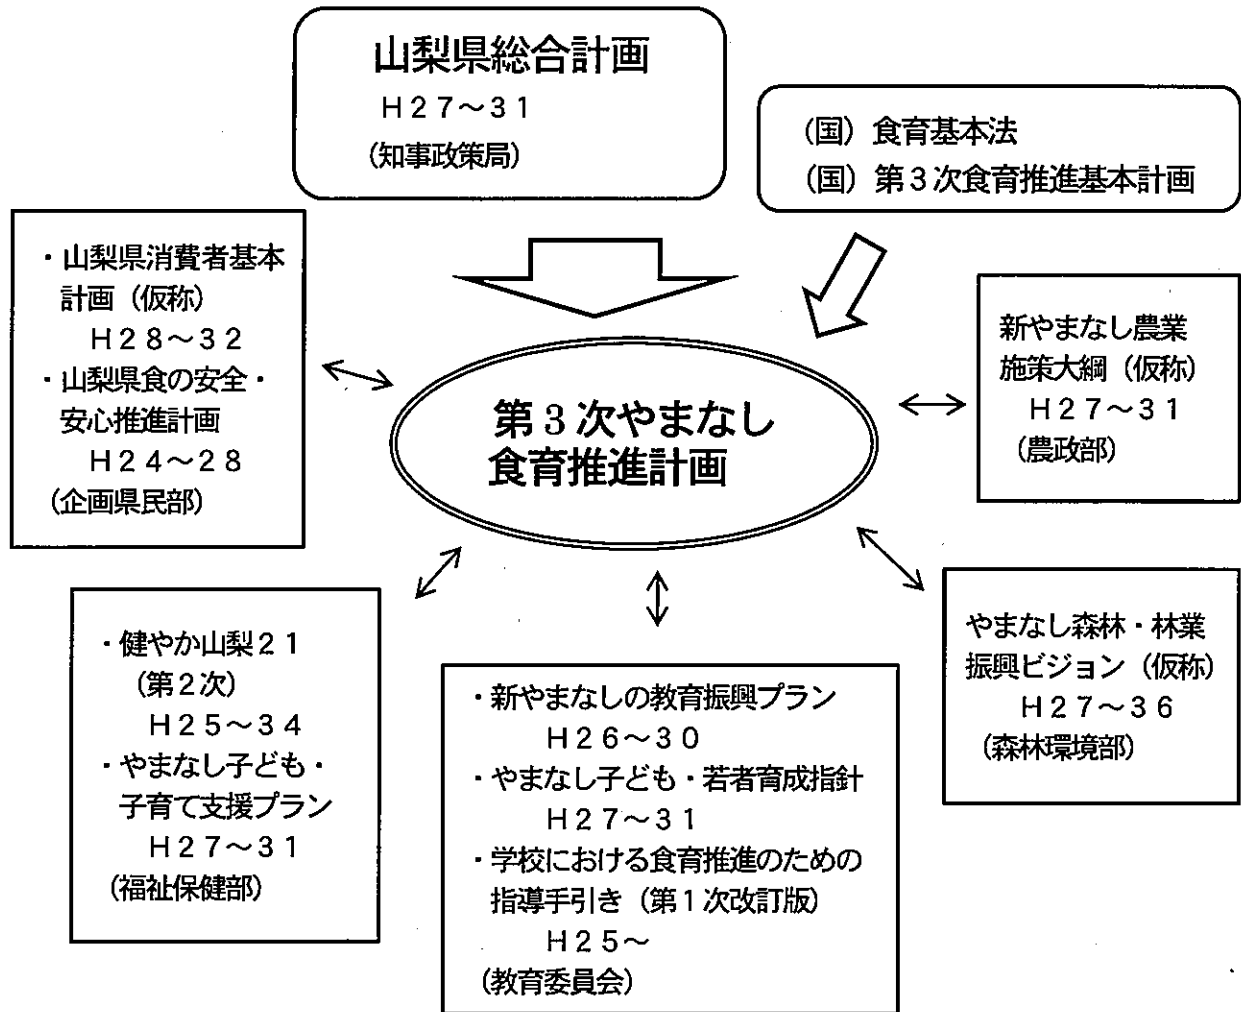 山梨県総合計画
H27～31
(知事政策局)
(国) 食育基本法
(国) 第3次食育推進基本計画
・山梨県消費者基本
計画 (仮称)
H28～32
・山梨県食の安全・
安心推進計画
H24～28
(企画県民部)
第3次やまなし
食育推進計画
新やまなし農業
施策大綱 (仮称)
H27～31
(農政部)
・健やか山梨21
(第2次)
H25～34
・やまなし子ども・
子育て支援プラン
H27～31
(福祉保健部)
・新やまなしの教育振興プラン
H26～30
・やまなし子ども・若者育成指針
H27～31
・学校における食育推進のための
指導手引き (第1次改訂版)
H25～
(教育委員会)
やまなし森林・林業
振興ビジョン (仮称)
H27～36
(森林環境部)